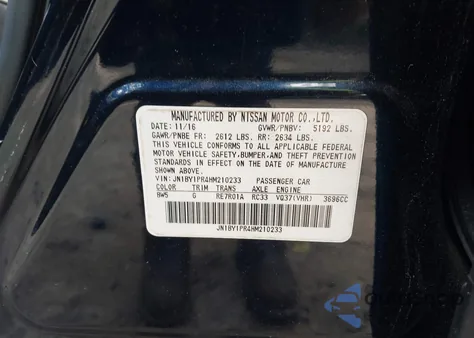 MANUFACTURED BY NISSAN MOTOR CO.,LTD.
DATE: 11/16 GVWR/PNBV: 5192 LBS.
GAWR/PNBE FR: 2612 LBS. RR: 2634 LBS.
THIS VEHICLE CONFORMS TO ALL APPLICABLE FEDERAL
MOTOR VEHICLE SAFETY, BUMPER, AND THEFT PREVENTION
STANDARDS IN EFFECT ON THE DATE OF MANUFACTURE
SHOWN ABOVE.
VIN: JN1BY1PR4HM210233 PASSENGER CAR
COLOR TRIM TRANS AXLE ENGINE
BW5 G RE7R01A RC33 VQ37(VHR) 3696CC
JN1BY1PR4HM210233